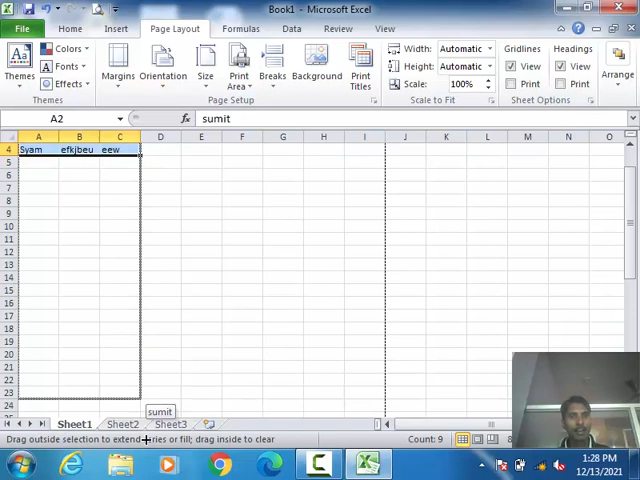 Book1 - Microsoft Excel
File Home Insert Page Layout Formulas Data Review View
Themes Colors Fonts Effects
Margins Orientation Size Print Area Breaks Background Print Titles
Width: Automatic
Height: Automatic
Scale: 100%
Gridlines Headings
View View
Print Print
Arrange
Themes Page Setup Scale to Fit Sheet Options
A2 fx sumit
A B C D E F G H I J K L M N O
4 Syam efkjbeu eew
5
6
7
8
9
10
11
12
13
14
15
16
17
18
19
20
21
22
23
24
sumit
Sheet1 Sheet2 Sheet3
Drag outside selection to extend series or fill; drag inside to clear Count: 9
1:28 PM
12/13/2021